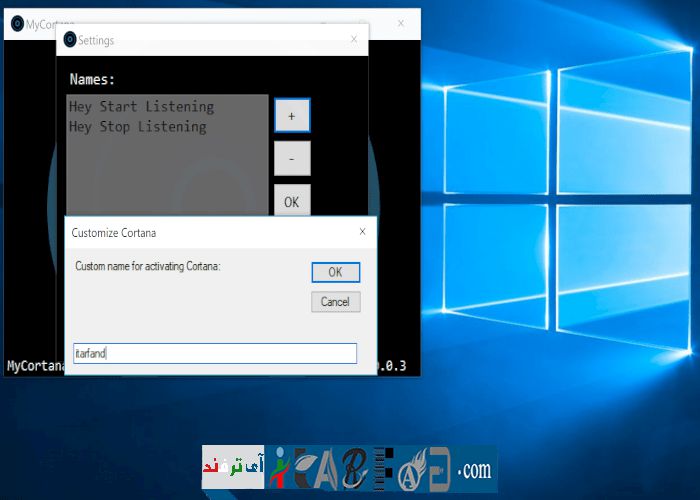 MyCortana
Settings
Names:
Hey Start Listening
Hey Stop Listening
+
-
OK
Customize Cortana
Custom name for activating Cortana:
OK
Cancel
itarfand
MyCortana
0.3
آی ترفند
iTARFAND.com